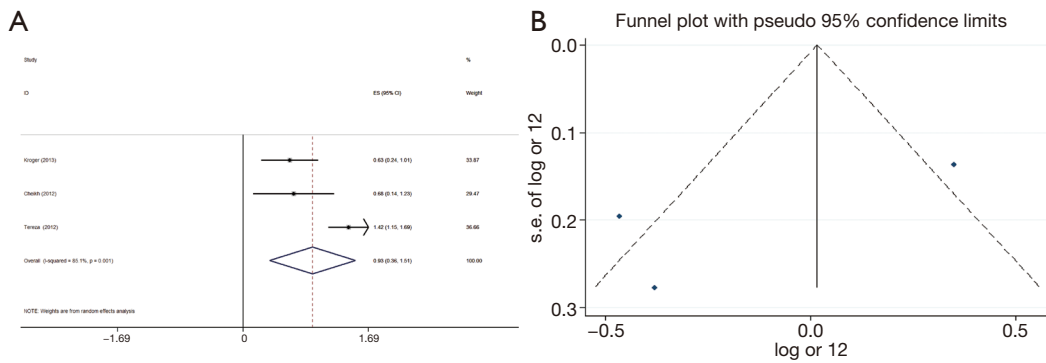 A
Study
%
ID
ES (95% CI)
Weight
Kroger (2013)
0.63 (0.24, 1.01)
33.87
Cheikh (2012)
0.68 (0.14, 1.23)
29.47
Teresa (2012)
1.42 (1.15, 1.69)
36.66
Overall (I-squared = 85.1%, p = 0.001)
0.93 (0.36, 1.51)
100.00
NOTE: Weights are from random effects analysis
−1.69
0
1.69
B
Funnel plot with pseudo 95% confidence limits
s.e. of log or 12
0.0
0.1
0.2
0.3
−0.5
0.0
0.5
log or 12